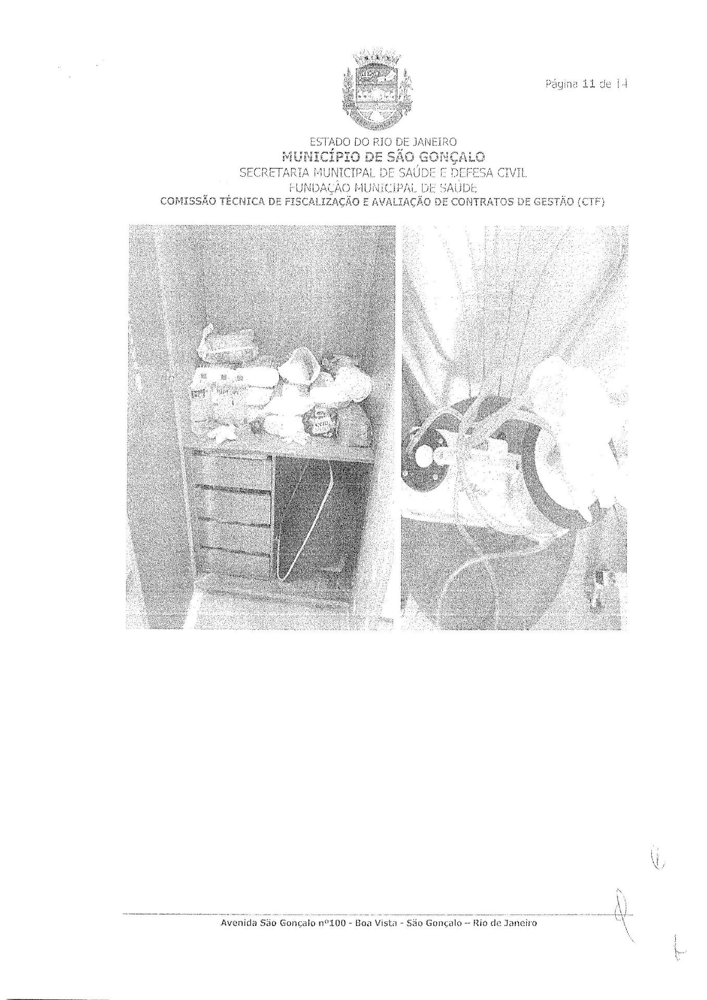 Página 11 de 14
ESTADO DO RIO DE JANEIRO
MUNICÍPIO DE SÃO GONÇALO
SECRETARIA MUNICIPAL DE SAÚDE E DEFESA CIVIL
FUNDAÇÃO MUNICIPAL DE SAÚDE
COMISSÃO TÉCNICA DE FISCALIZAÇÃO E AVALIAÇÃO DE CONTRATOS DE GESTÃO (CTF)
Avenida São Gonçalo nº100 - Boa Vista - São Gonçalo – Rio de Janeiro